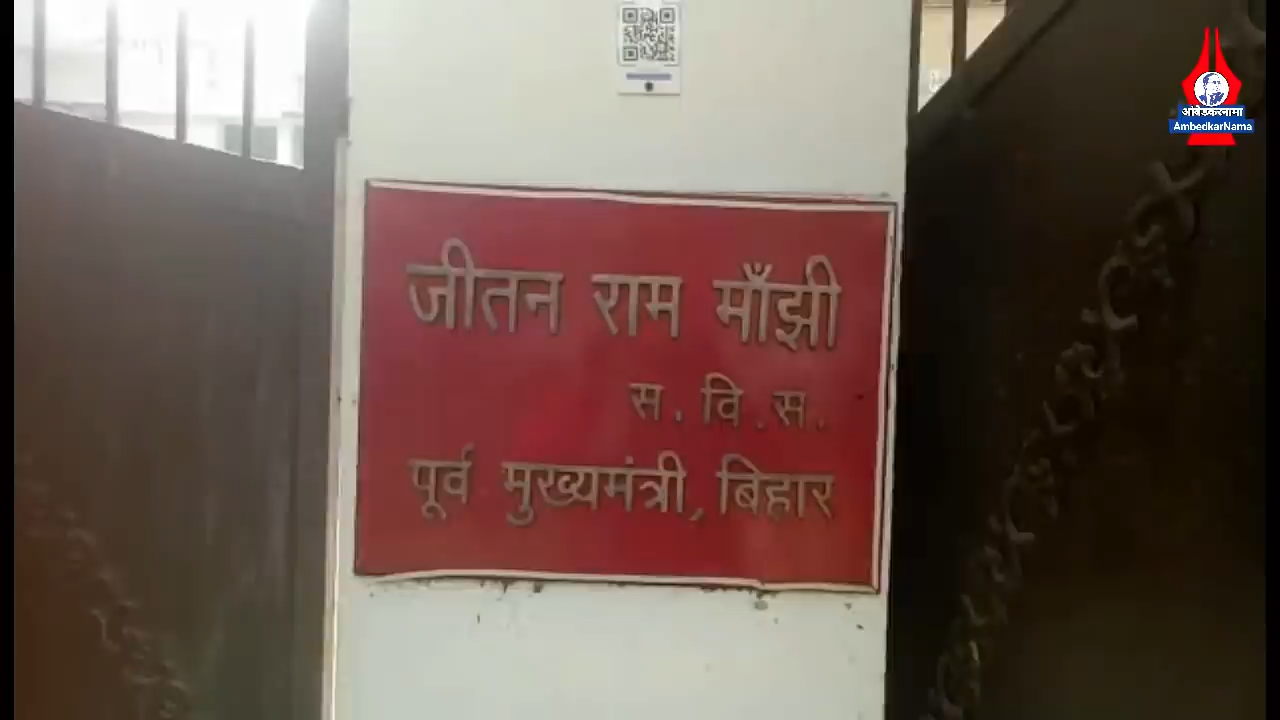 आंबेडकरनामा
AmbedkarNama
जीतन राम माँझी
स. वि. स.
पूर्व मुख्यमंत्री, बिहार